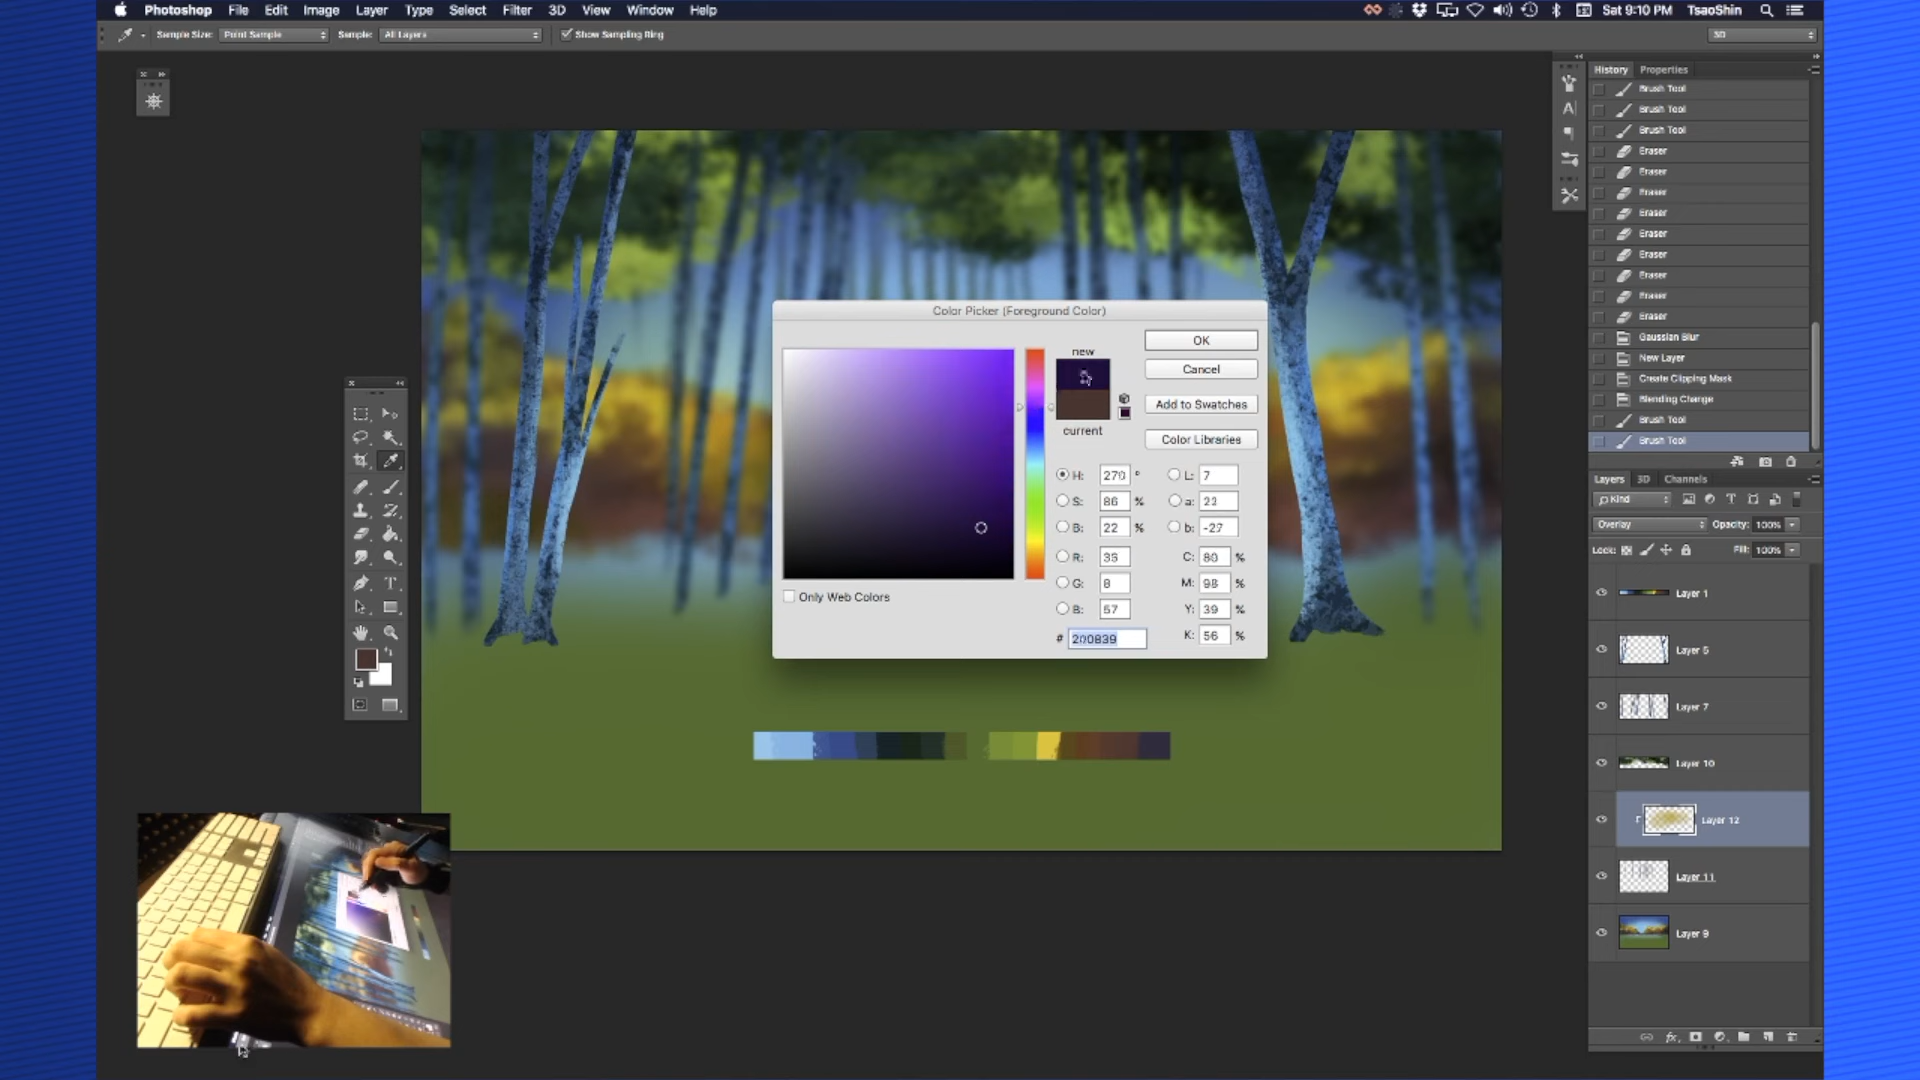 Photoshop File Edit Image Layer Type Select Filter 3D View Window Help Sat 9:10 PM TsaoShin
Sample Size: Point Sample Sample: All Layers Show Sampling Ring 3D
History Properties
Brush Tool
Brush Tool
Brush Tool
Eraser
Eraser
Eraser
Eraser
Eraser
Eraser
Eraser
Eraser
Eraser
Gaussian Blur
New Layer
Create Clipping Mask
Blending Change
Brush Tool
Brush Tool
Color Picker (Foreground Color)
new
current
OK
Cancel
Add to Swatches
Color Libraries
H: 270 °
S: 86 %
B: 22 %
R: 33
G: 8
B: 57
# 200839
L: 7
a: 23
b: -27
C: 80 %
M: 98 %
Y: 39 %
K: 56 %
Only Web Colors
Layers 3D Channels
Kind
Overlay Opacity: 100%
Lock: Fill: 100%
Layer 1
Layer 5
Layer 7
Layer 10
Layer 12
Layer 11
Layer 9